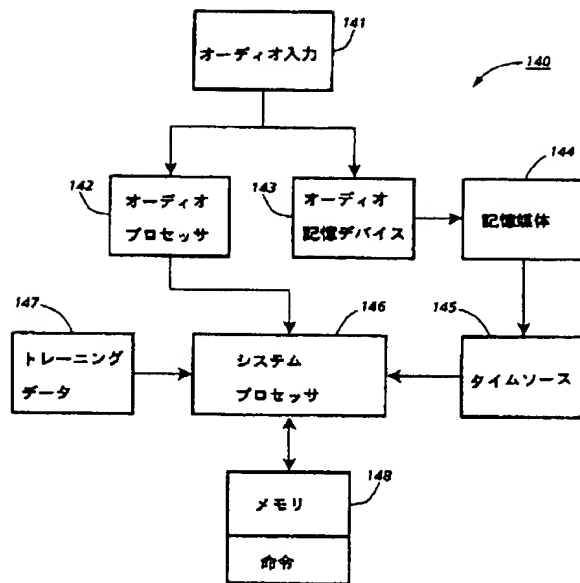 141
オーディオ入力
140
142
オーディオ
プロセッサ
143
オーディオ
記憶デバイス
144
記憶媒体
147
トレーニング
データ
146
システム
プロセッサ
145
タイムソース
148
メモリ
命令